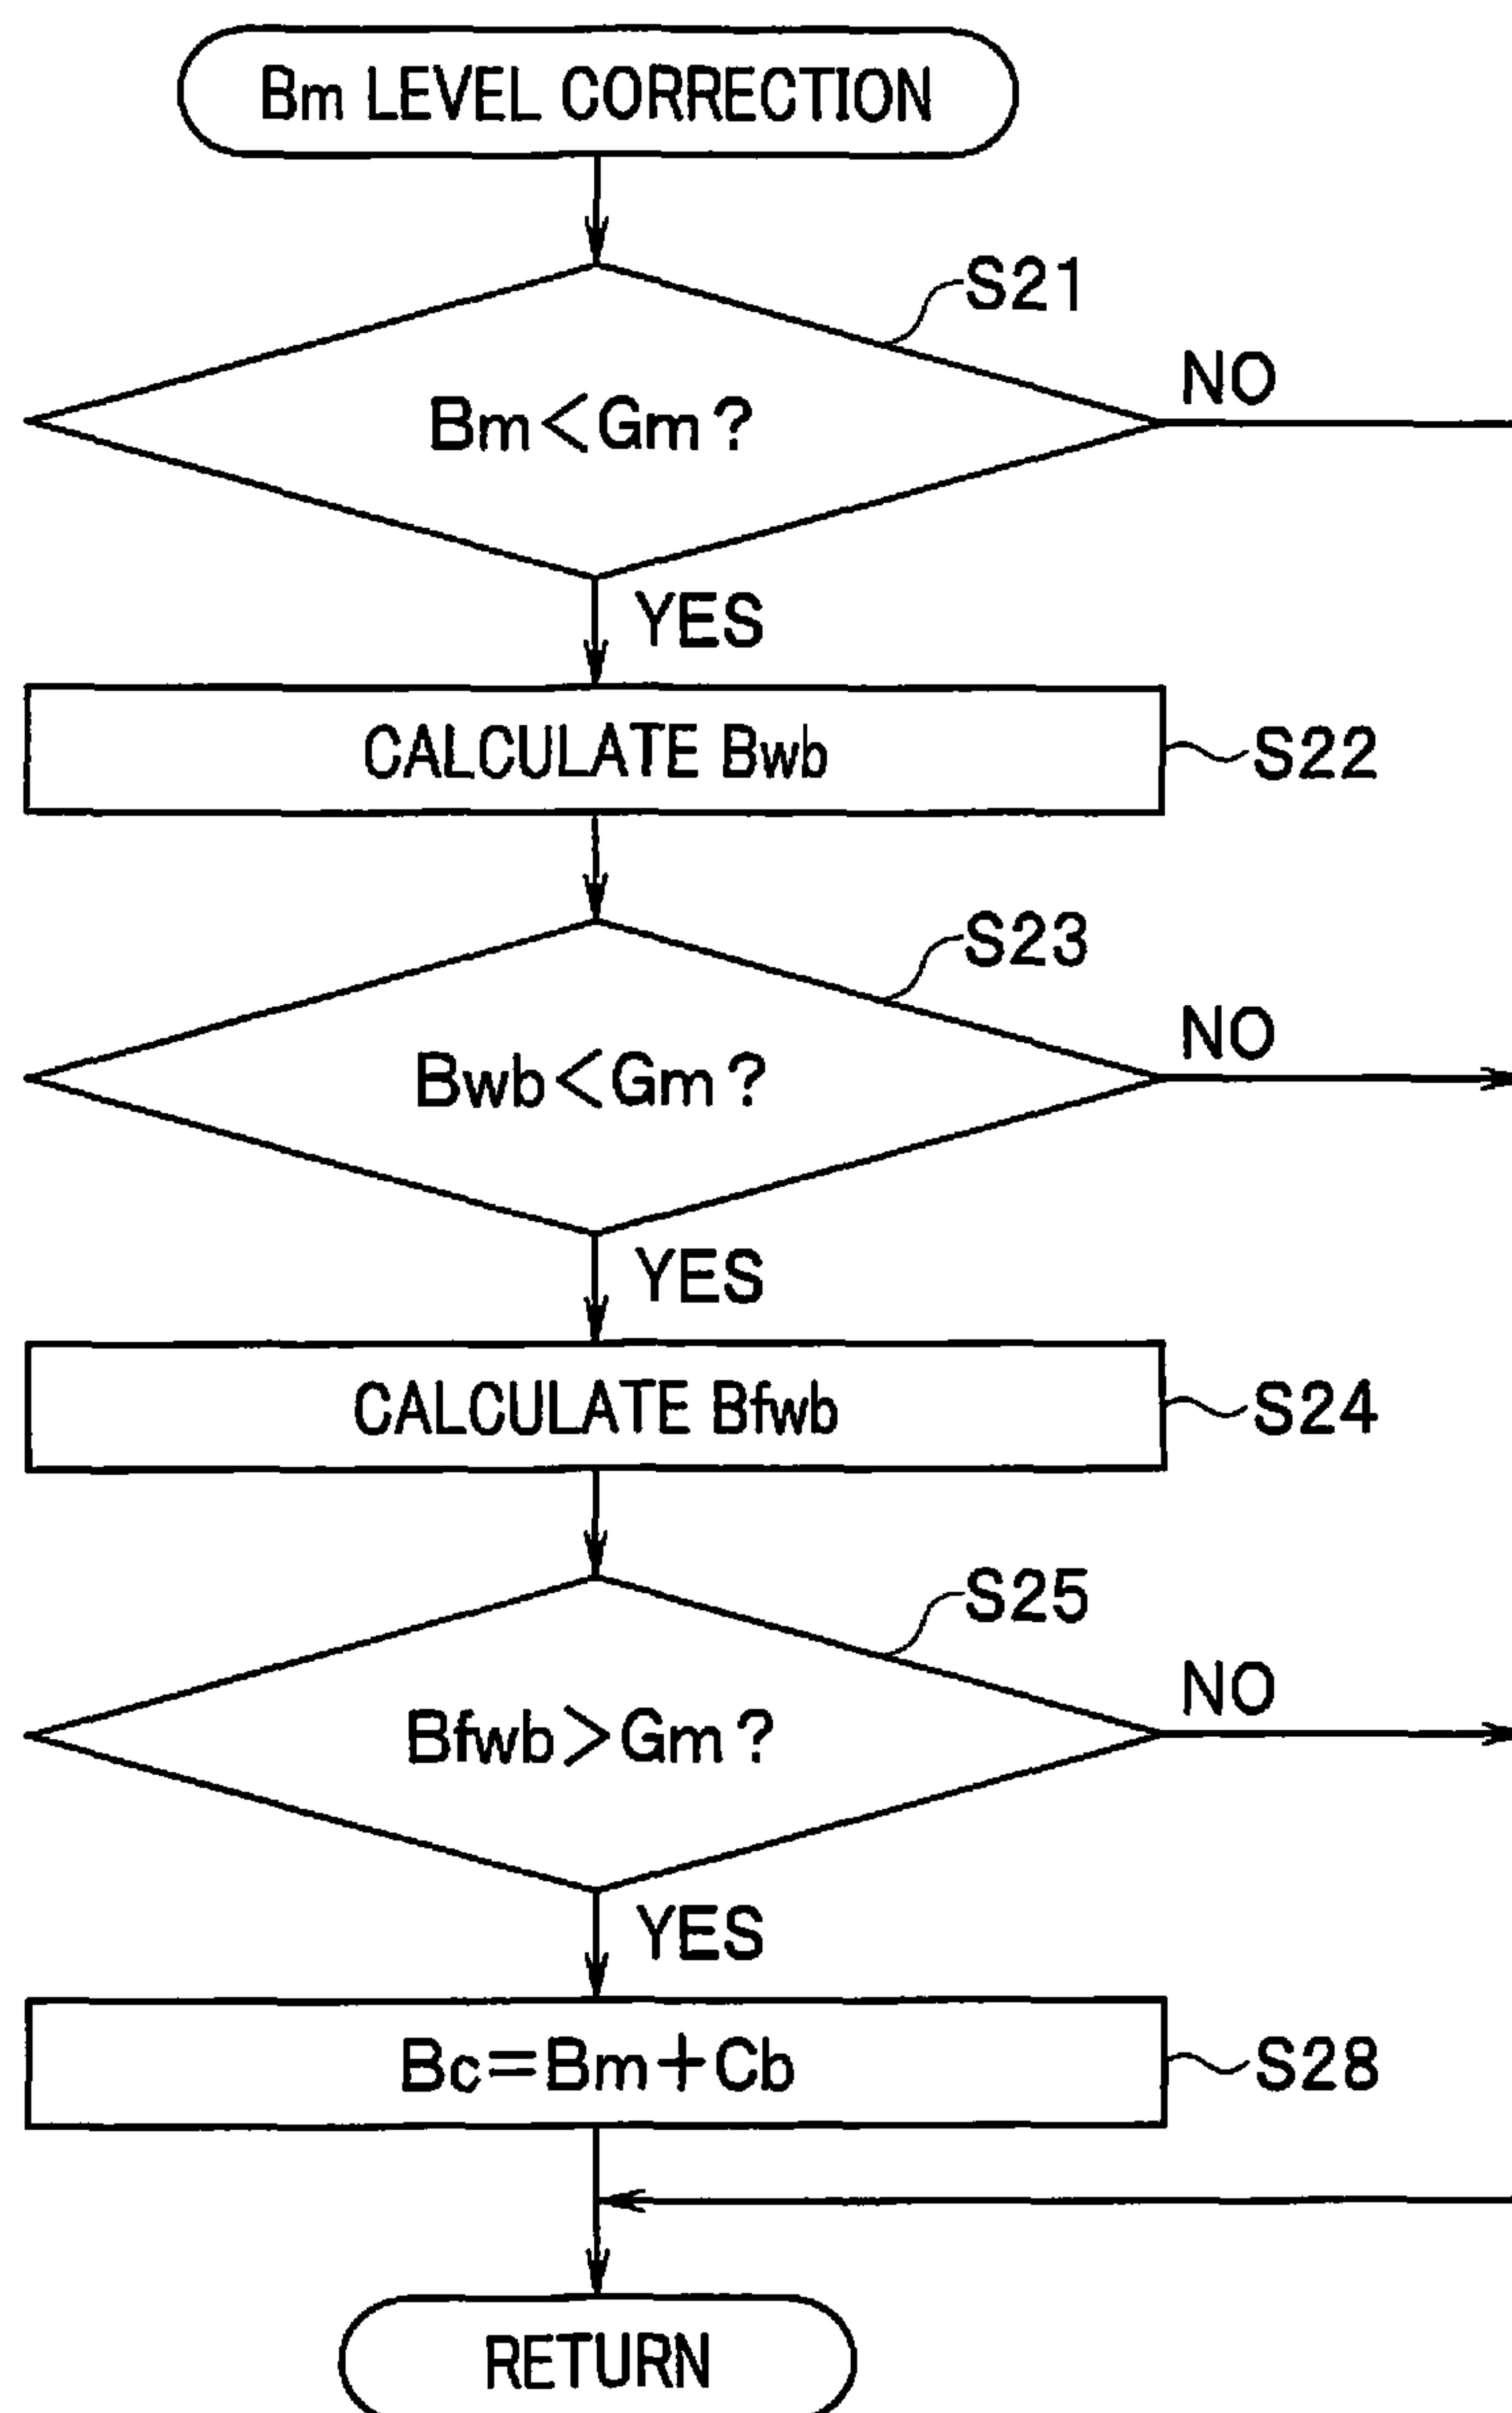 Bm LEVEL CORRECTION
S21
Bm<Gm?
NO
YES
CALCULATE Bwb
S22
S23
Bwb<Gm?
NO
YES
CALCULATE Bfwb
S24
S25
Bfwb>Gm?
NO
YES
Bc=Bm+Cb
S28
RETURN